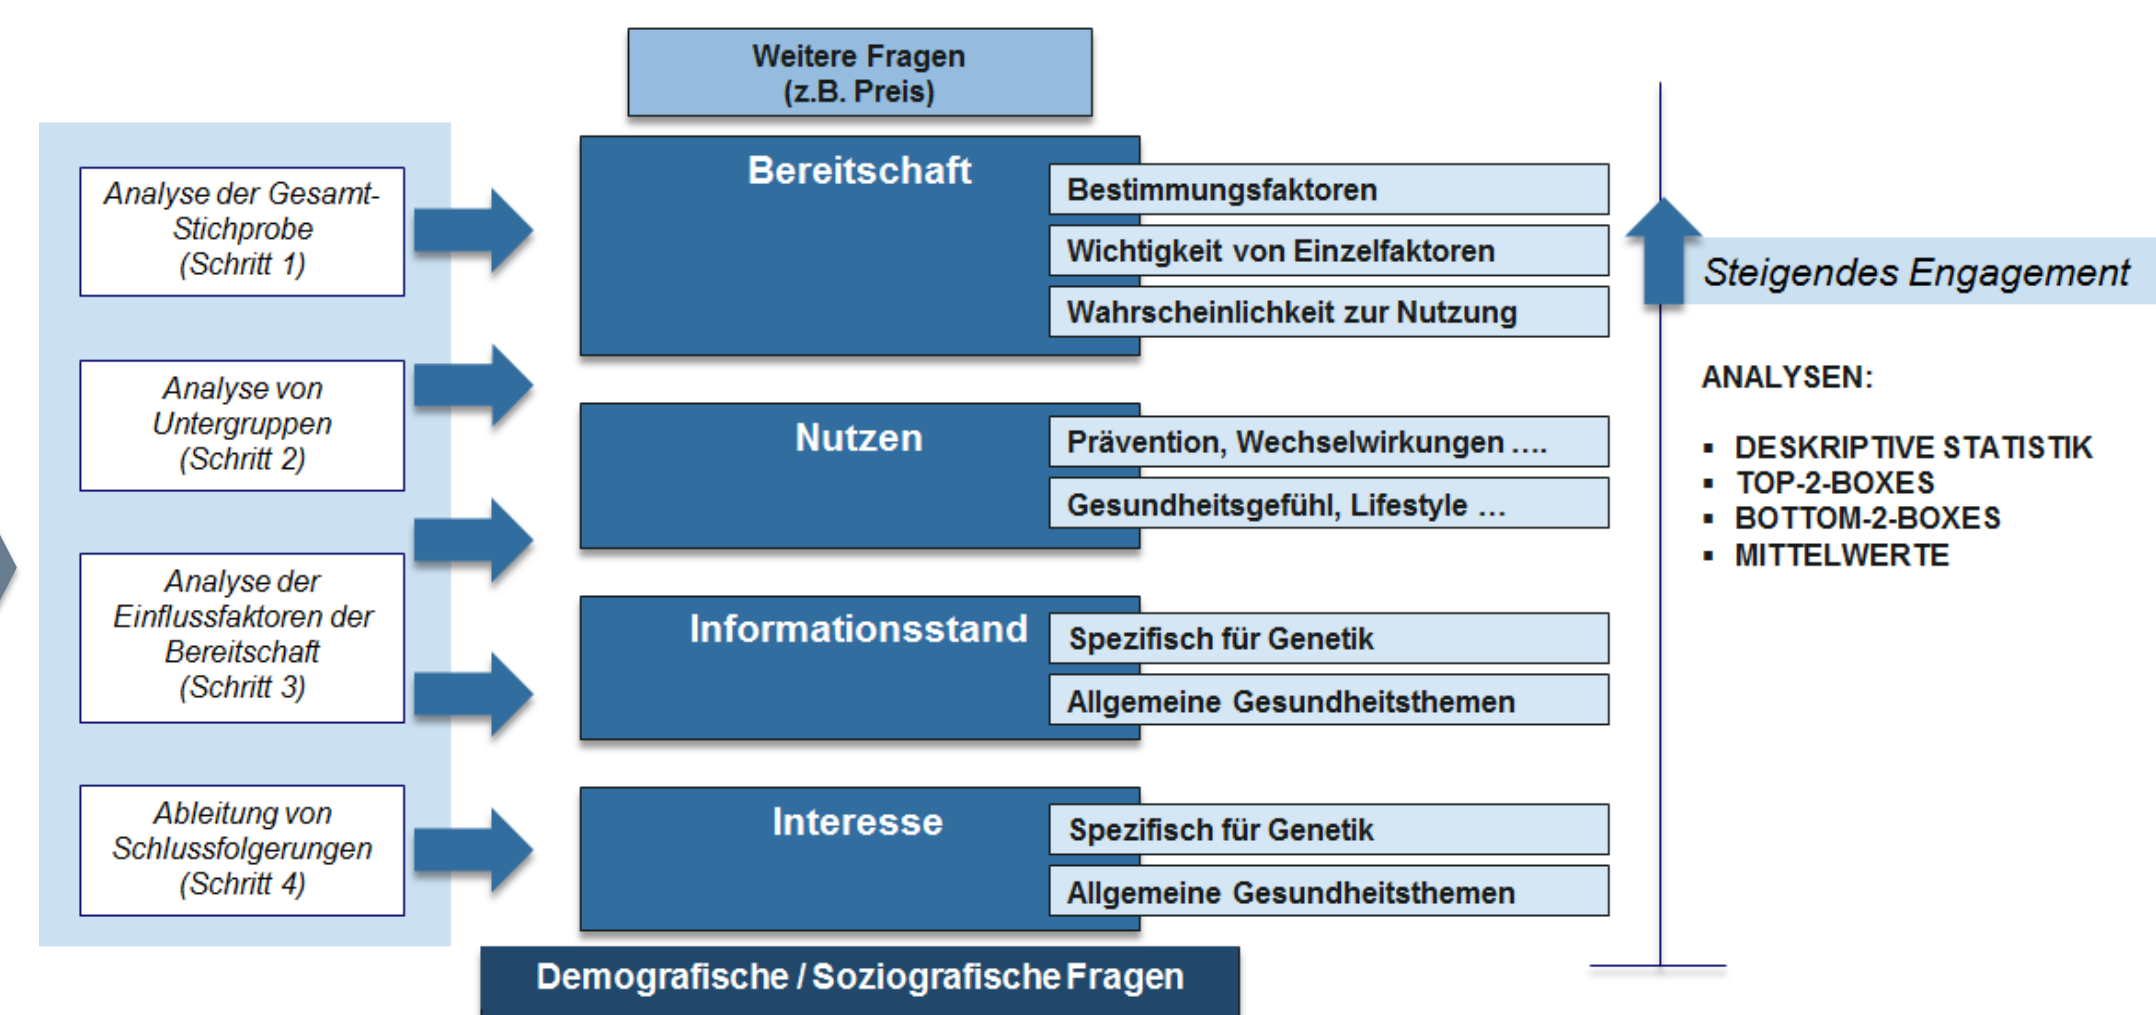 Weitere Fragen
(z.B. Preis)
Analyse der Gesamt-
Stichprobe
(Schritt 1)
Analyse von
Untergruppen
(Schritt 2)
Analyse der
Einflussfaktoren der
Bereitschaft
(Schritt 3)
Ableitung von
Schlussfolgerungen
(Schritt 4)
Bereitschaft
Bestimmungsfaktoren
Wichtigkeit von Einzelfaktoren
Wahrscheinlichkeit zur Nutzung
Nutzen
Prävention, Wechselwirkungen ....
Gesundheitsgefühl, Lifestyle ...
Informationsstand
Spezifisch für Genetik
Allgemeine Gesundheitsthemen
Interesse
Spezifisch für Genetik
Allgemeine Gesundheitsthemen
Demografische / Soziografische Fragen
Steigendes Engagement
ANALYSEN:
▪ DESKRIPTIVE STATISTIK
▪ TOP-2-BOXES
▪ BOTTOM-2-BOXES
▪ MITTELWERTE